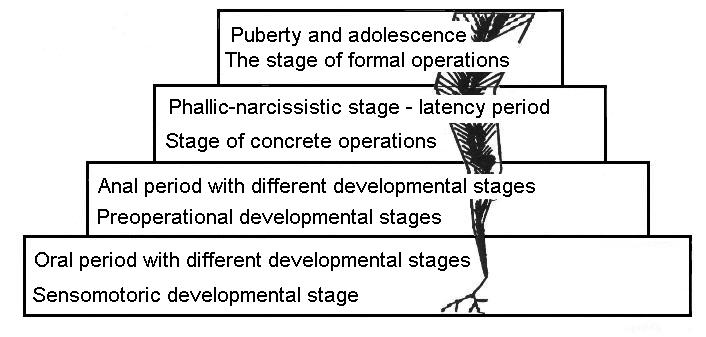 Puberty and adolescence
The stage of formal operations
Phallic-narcissistic stage - latency period
Stage of concrete operations
Anal period with different developmental stages
Preoperational developmental stages
Oral period with different developmental stages
Sensomotoric developmental stage